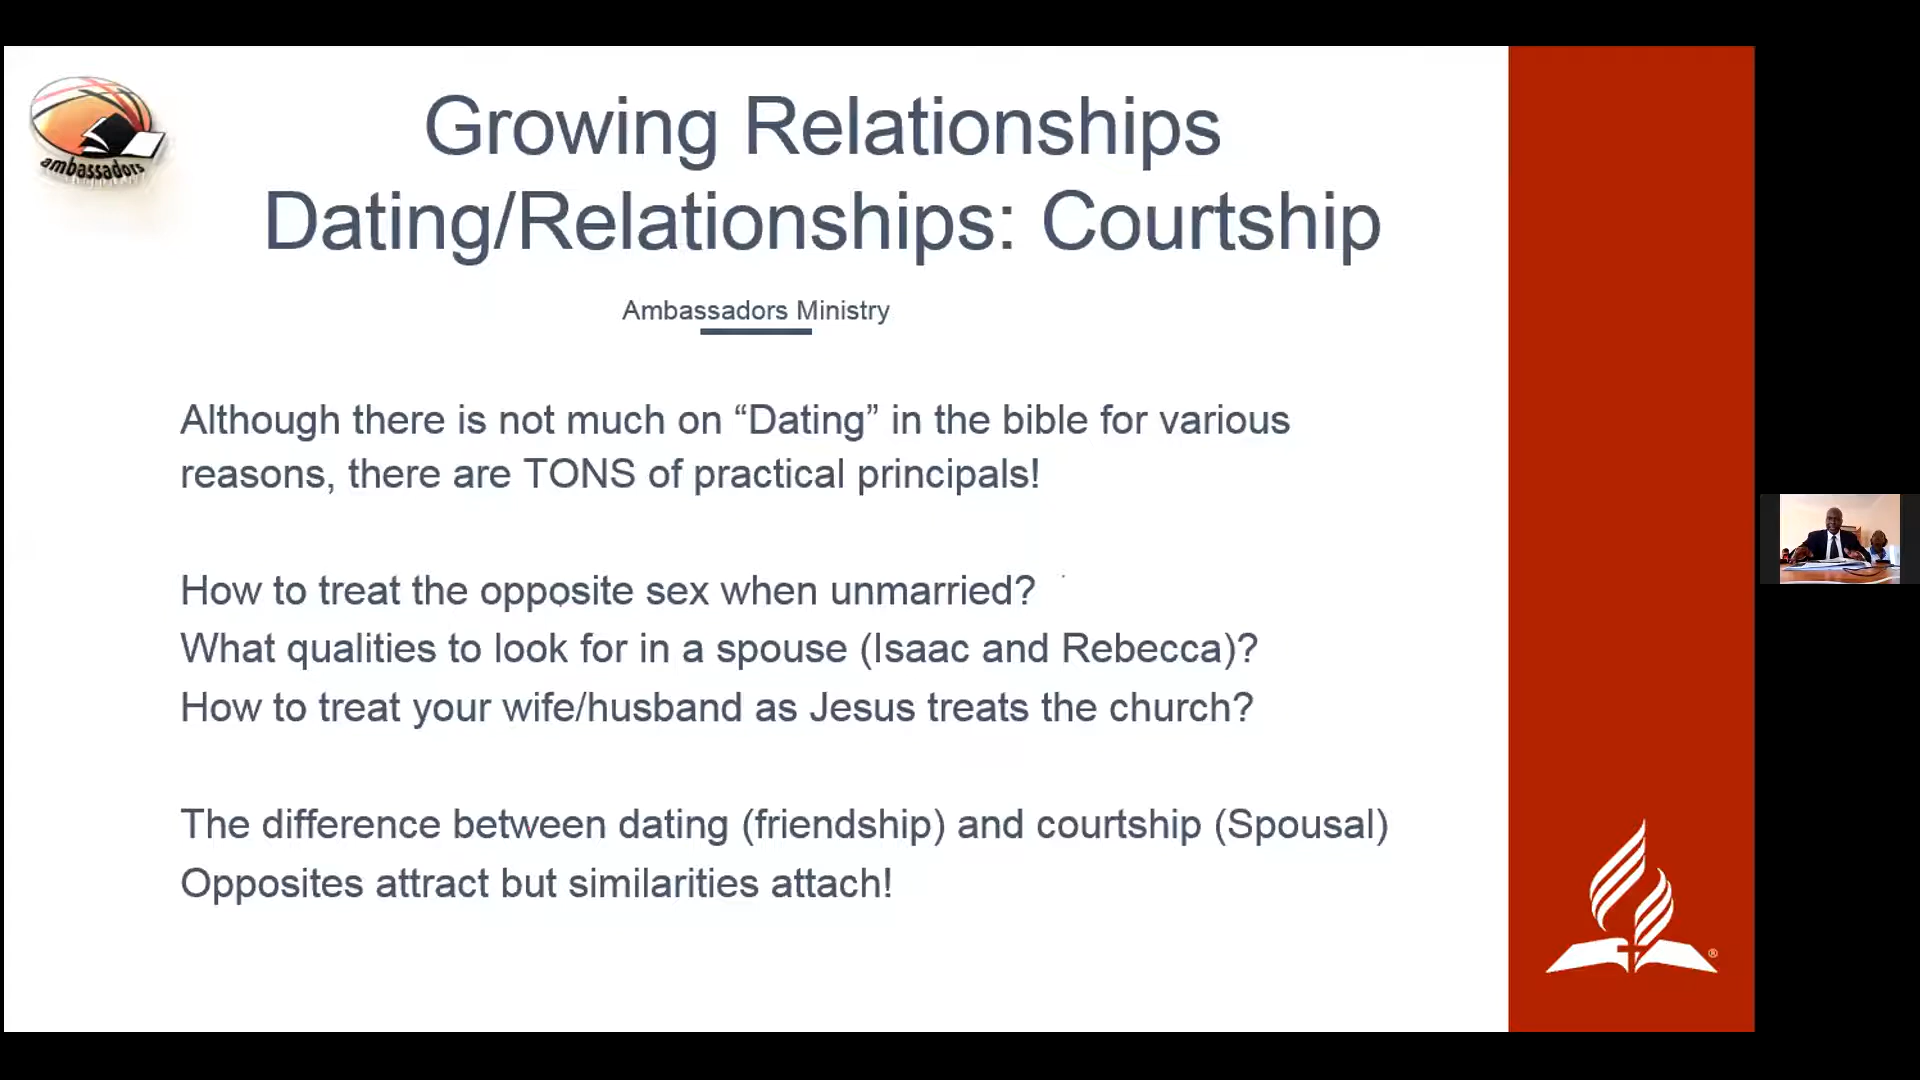 ambassadors
Growing Relationships
Dating/Relationships: Courtship
Ambassadors Ministry
Although there is not much on “Dating” in the bible for various
reasons, there are TONS of practical principals!
How to treat the opposite sex when unmarried?
What qualities to look for in a spouse (Isaac and Rebecca)?
How to treat your wife/husband as Jesus treats the church?
The difference between dating (friendship) and courtship (Spousal)
Opposites attract but similarities attach!
®